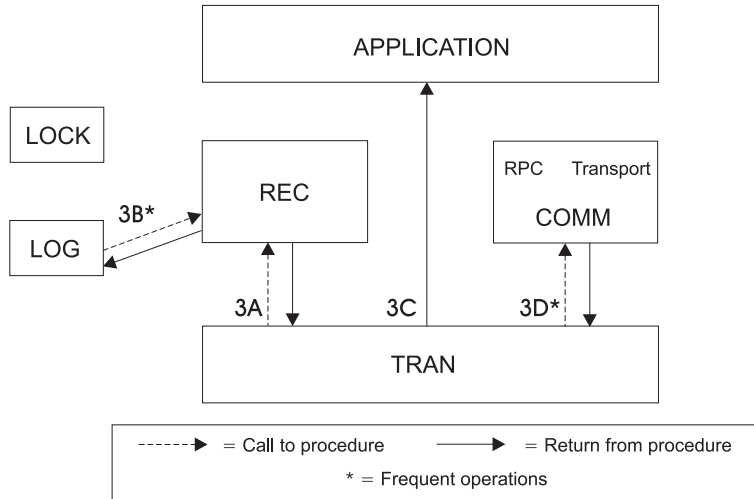 APPLICATION
LOCK
RPC Transport
REC
COMM
3B*
LOG
3A
3C
3D*
TRAN
= Call to procedure
= Return from procedure
* = Frequent operations